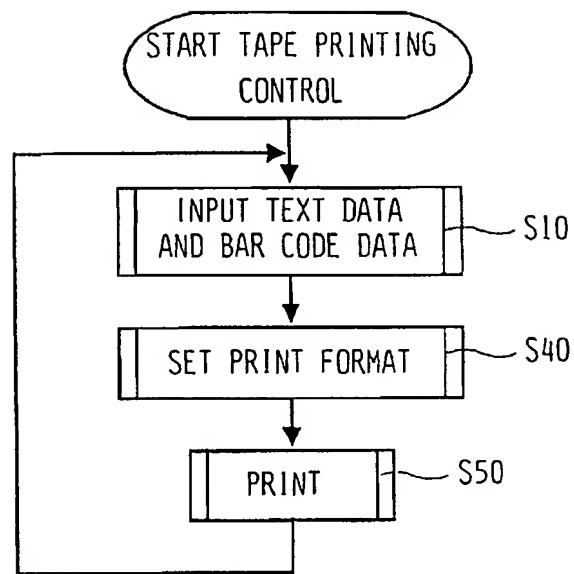 START TAPE PRINTING
CONTROL
INPUT TEXT DATA
AND BAR CODE DATA
S10
SET PRINT FORMAT
S40
PRINT
S50